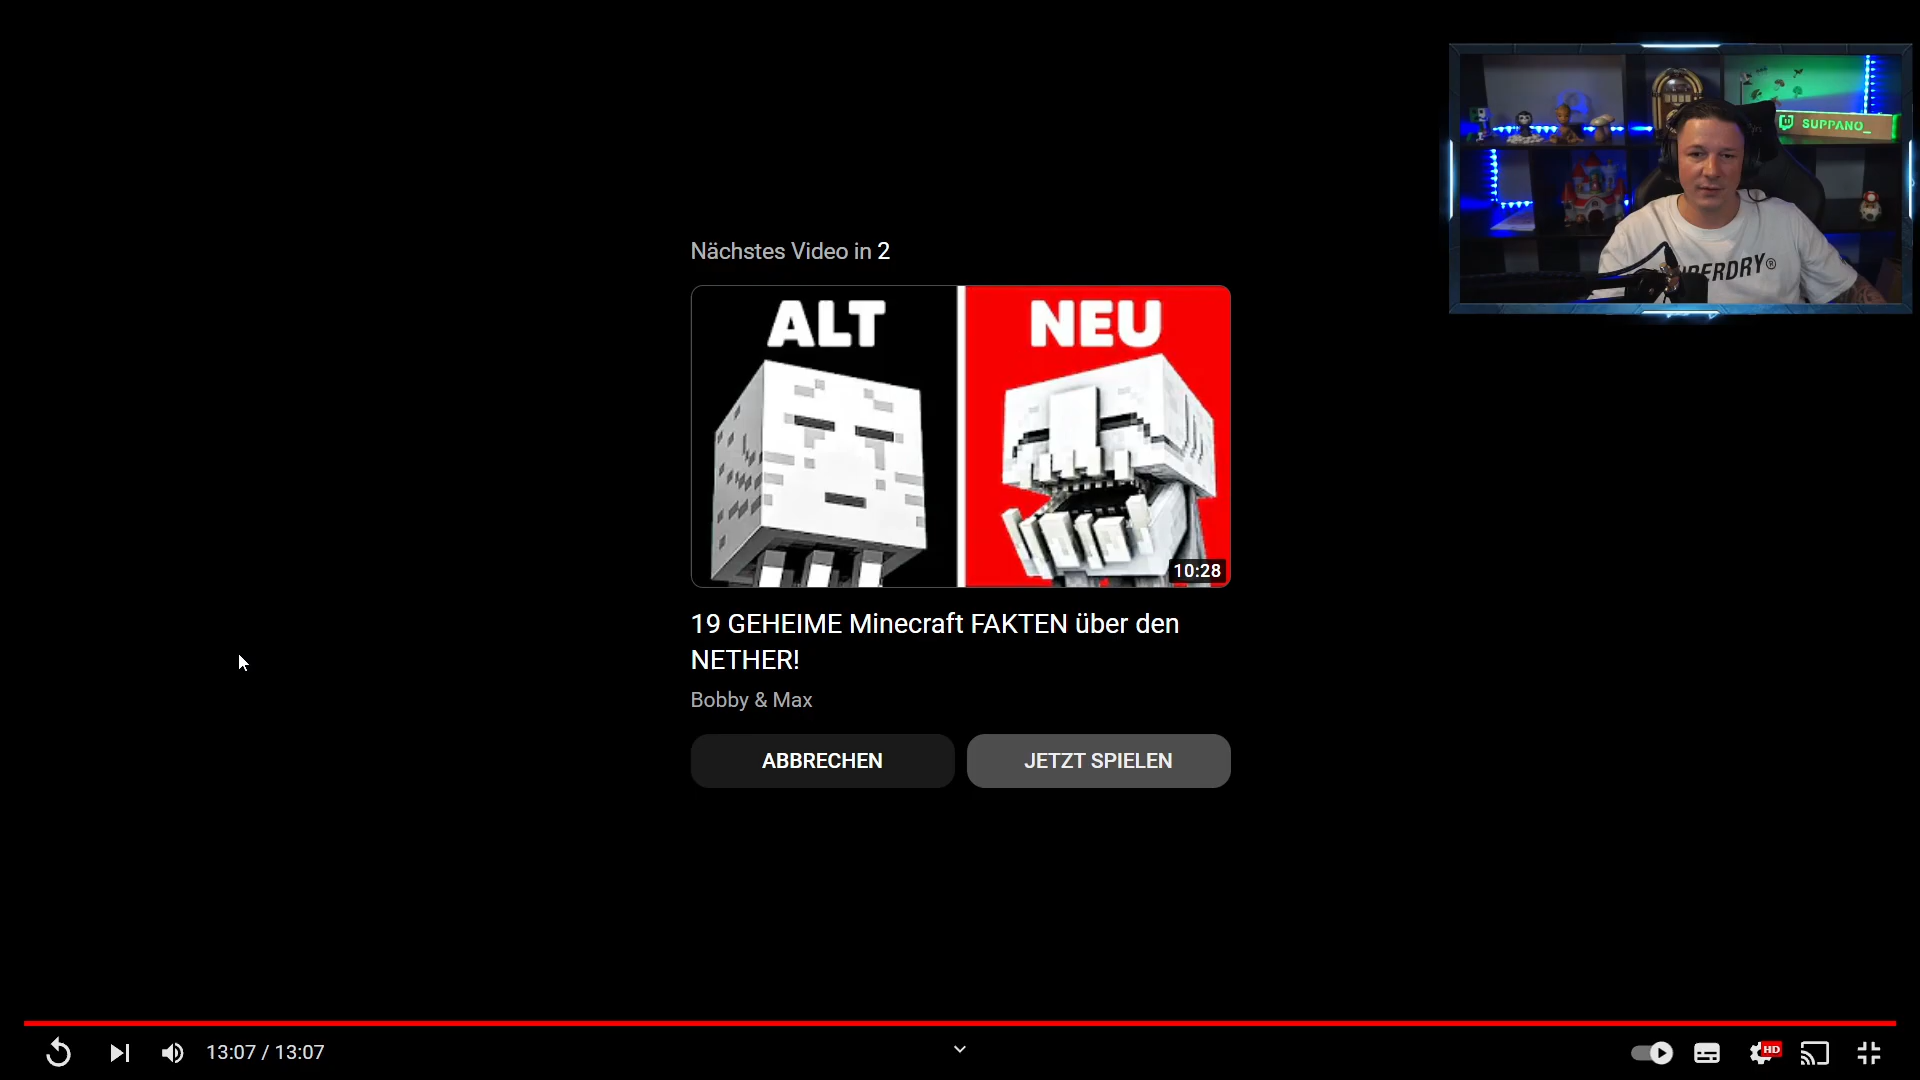 SUPPANO_
PERDRY®
Nächstes Video in 2
ALT
NEU
10:28
19 GEHEIME Minecraft FAKTEN über den
NETHER!
Bobby & Max
ABBRECHEN
JETZT SPIELEN
13:07 / 13:07
HD